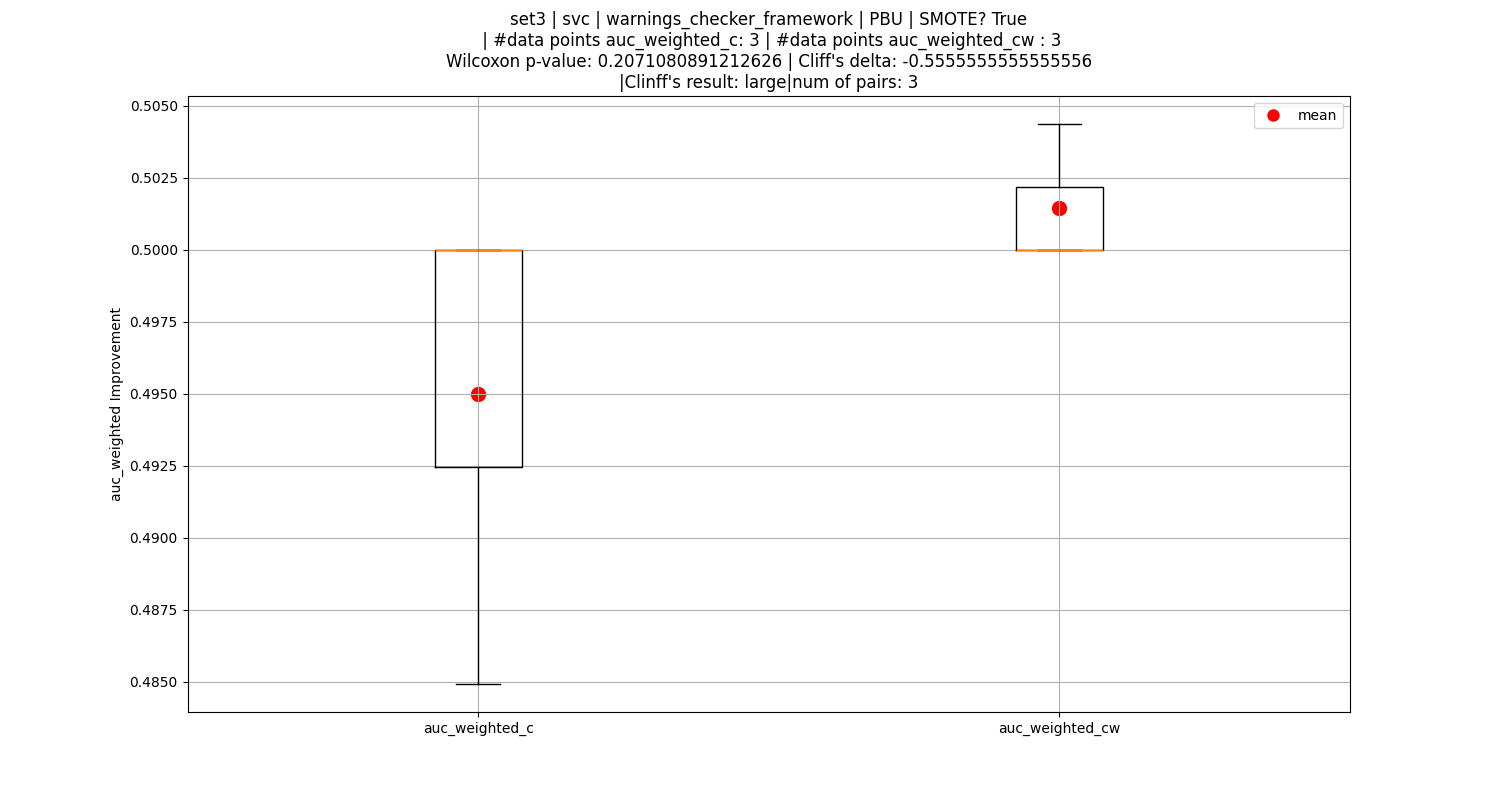 set3 | svc | warnings_checker_framework | PBU | SMOTE? True
| #data points auc_weighted_c: 3 | #data points auc_weighted_cw : 3
Wilcoxon p-value: 0.2071080891212626 | Cliff's delta: -0.5555555555555556
|Clinff's result: large|num of pairs: 3
mean
auc_weighted Improvement
0.5050
0.5025
0.5000
0.4975
0.4950
0.4925
0.4900
0.4875
0.4850
auc_weighted_c
auc_weighted_cw